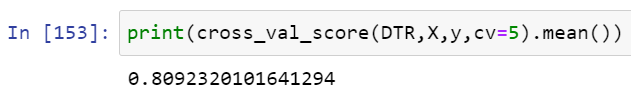 In [153]: print(cross_val_score(DTR,X,y,cv=5).mean())
0.8092320101641294